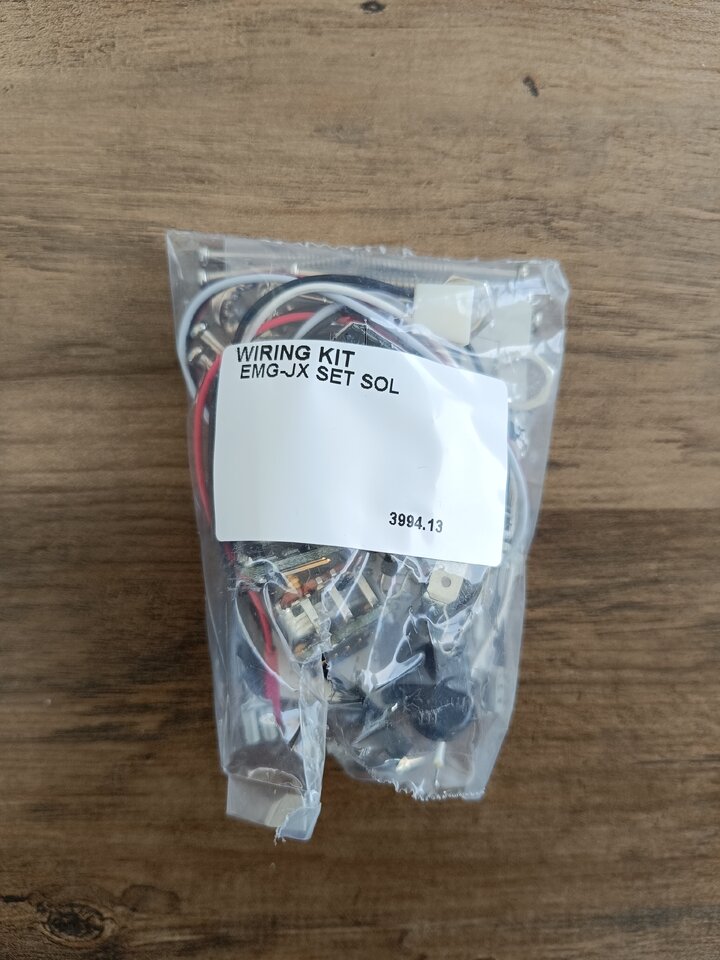 WIRING KIT
EMG-JX SET SOL
3994.13